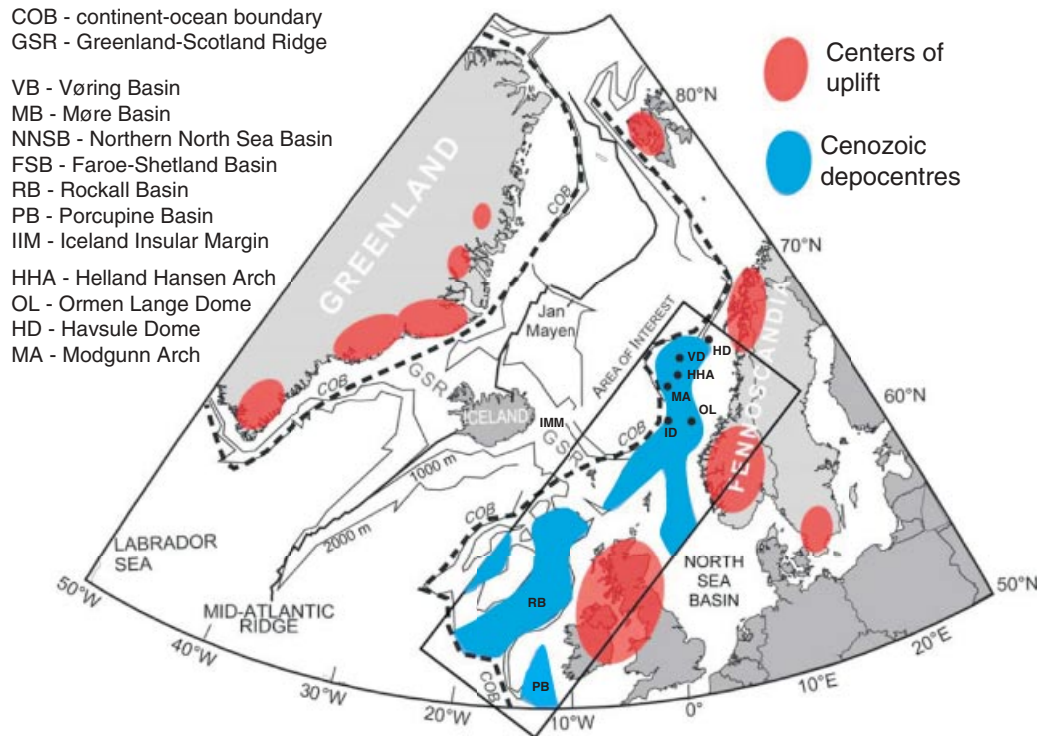 COB - continent-ocean boundary
GSR - Greenland-Scotland Ridge
VB - Vøring Basin
MB - Møre Basin
NNSB - Northern North Sea Basin
FSB - Faroe-Shetland Basin
RB - Rockall Basin
PB - Porcupine Basin
IIM - Iceland Insular Margin
HHA - Helland Hansen Arch
OL - Ormen Lange Dome
HD - Havsule Dome
MA - Modgunn Arch
Centers of
uplift
Cenozoic
depocentres
80°N
70°N
60°N
50°N
GREENLAND
COB
Jan
Mayen
AREA OF INTEREST
HD
VD
HHA
MA
OL
ID
FENNOSCANDIA
COB
GSR
ICELAND
IMM
GSR
COB
1000 m
2000 m
COB
LABRADOR
SEA
MID-ATLANTIC
RIDGE
NORTH
SEA
BASIN
RB
PB
COB
50°W
40°W
30°W
20°W
10°W
0°
10°E
20°E